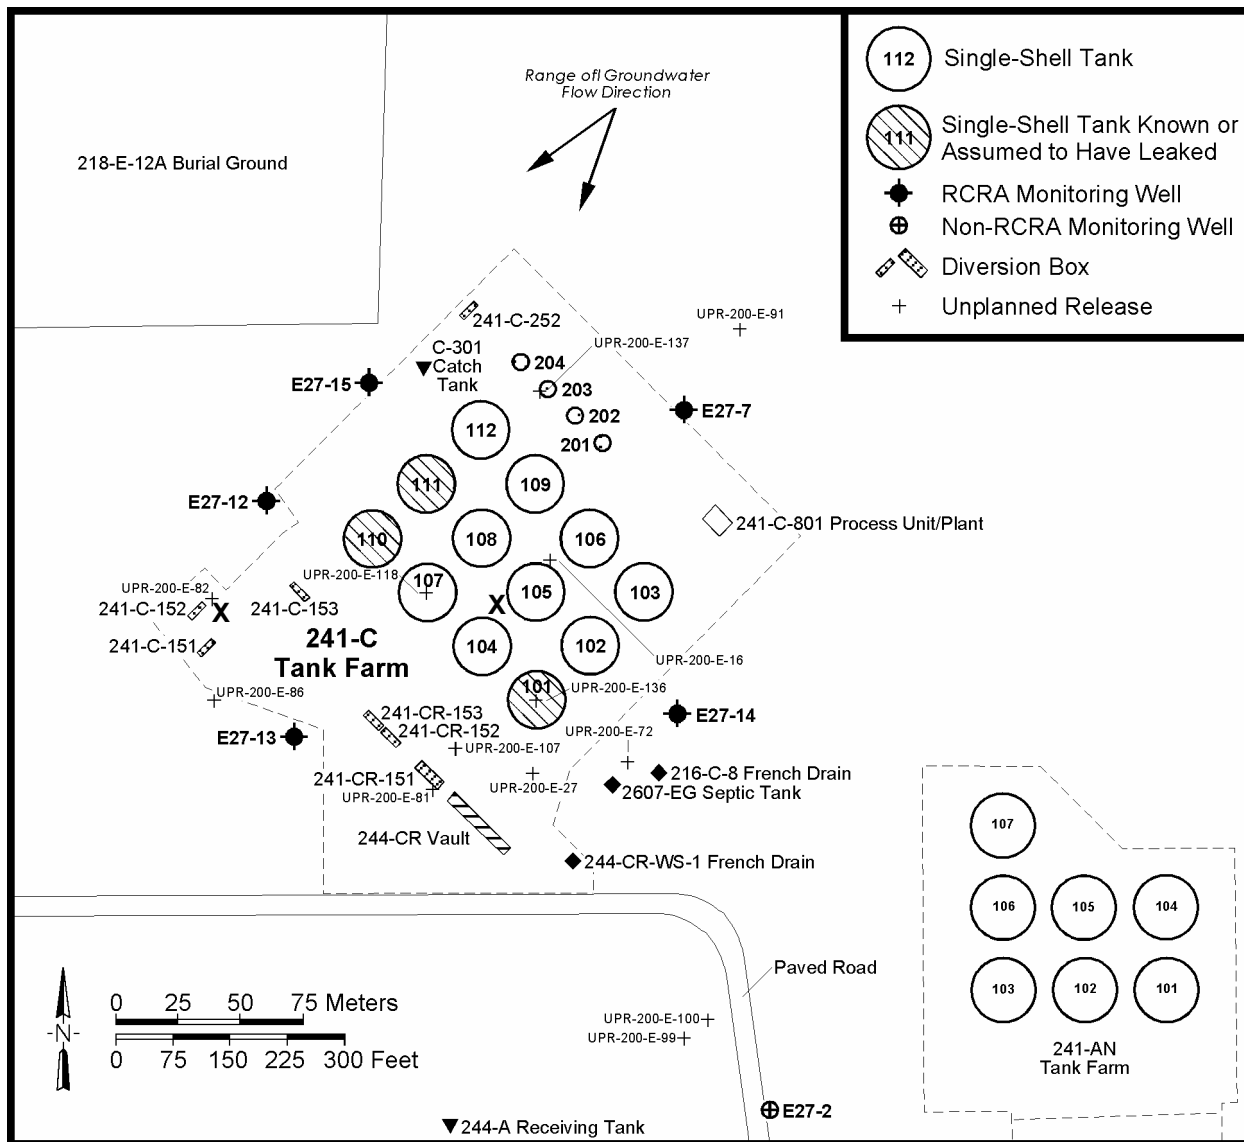 112 Single-Shell Tank
111 Single-Shell Tank Known or
Assumed to Have Leaked
RCRA Monitoring Well
Non-RCRA Monitoring Well
Diversion Box
Unplanned Release
Range ofl Groundwater
Flow Direction
218-E-12A Burial Ground
241-C-252
UPR-200-E-91
UPR-200-E-137
C-301
Catch
Tank
204
203
202
201
E27-15
E27-7
112
111
109
E27-12
110
108
106
241-C-801 Process Unit/Plant
UPR-200-E-118
107
105
103
UPR-200-E-82
241-C-152
X
241-C-153
X
241-C-151
241-C
Tank Farm
104
102
UPR-200-E-16
UPR-200-E-86
101
UPR-200-E-136
E27-14
241-CR-153
241-CR-152
E27-13
UPR-200-E-72
UPR-200-E-107
241-CR-151
UPR-200-E-81
UPR-200-E-27
216-C-8 French Drain
2607-EG Septic Tank
244-CR Vault
244-CR-WS-1 French Drain
107
106
105
104
103
102
101
241-AN
Tank Farm
Paved Road
UPR-200-E-100
UPR-200-E-99
-N-
0 25 50 75 Meters
0 75 150 225 300 Feet
E27-2
244-A Receiving Tank